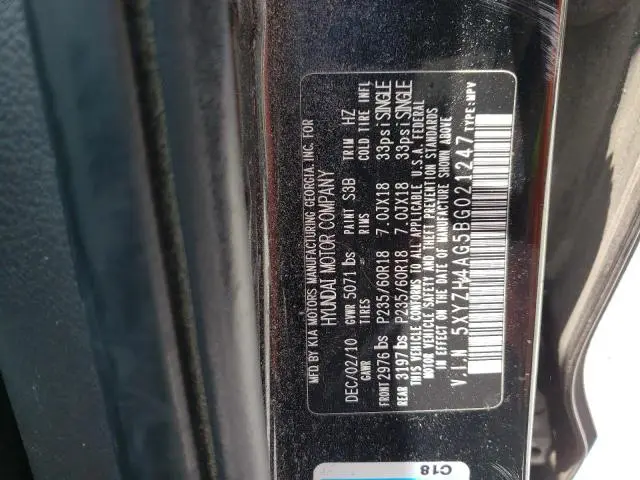 MFD.BY KIA MOTORS MANUFACTURING GEORGIA, INC. FOR
HYUNDAI MOTOR COMPANY
DEC/02/10 GVWR 5071 lbs PAINT S3B TRIM HZ
GAWR TIRES RIMS COLD TIRE INFL
FRONT 2976 lbs P235/60R18 7.0JX18 33psi SINGLE
REAR 3197 lbs P235/60R18 7.0JX18 33psi SINGLE
THIS VEHICLE CONFORMS TO ALL APPLICABLE U.S.A. FEDERAL
MOTOR VEHICLE SAFETY AND THEFT PREVENTION STANDARDS
IN EFFECT ON THE DATE OF MANUFACTURE SHOWN ABOVE
V.I.N 5XYZH4AG5BG021247 TYPE:MPV
C18